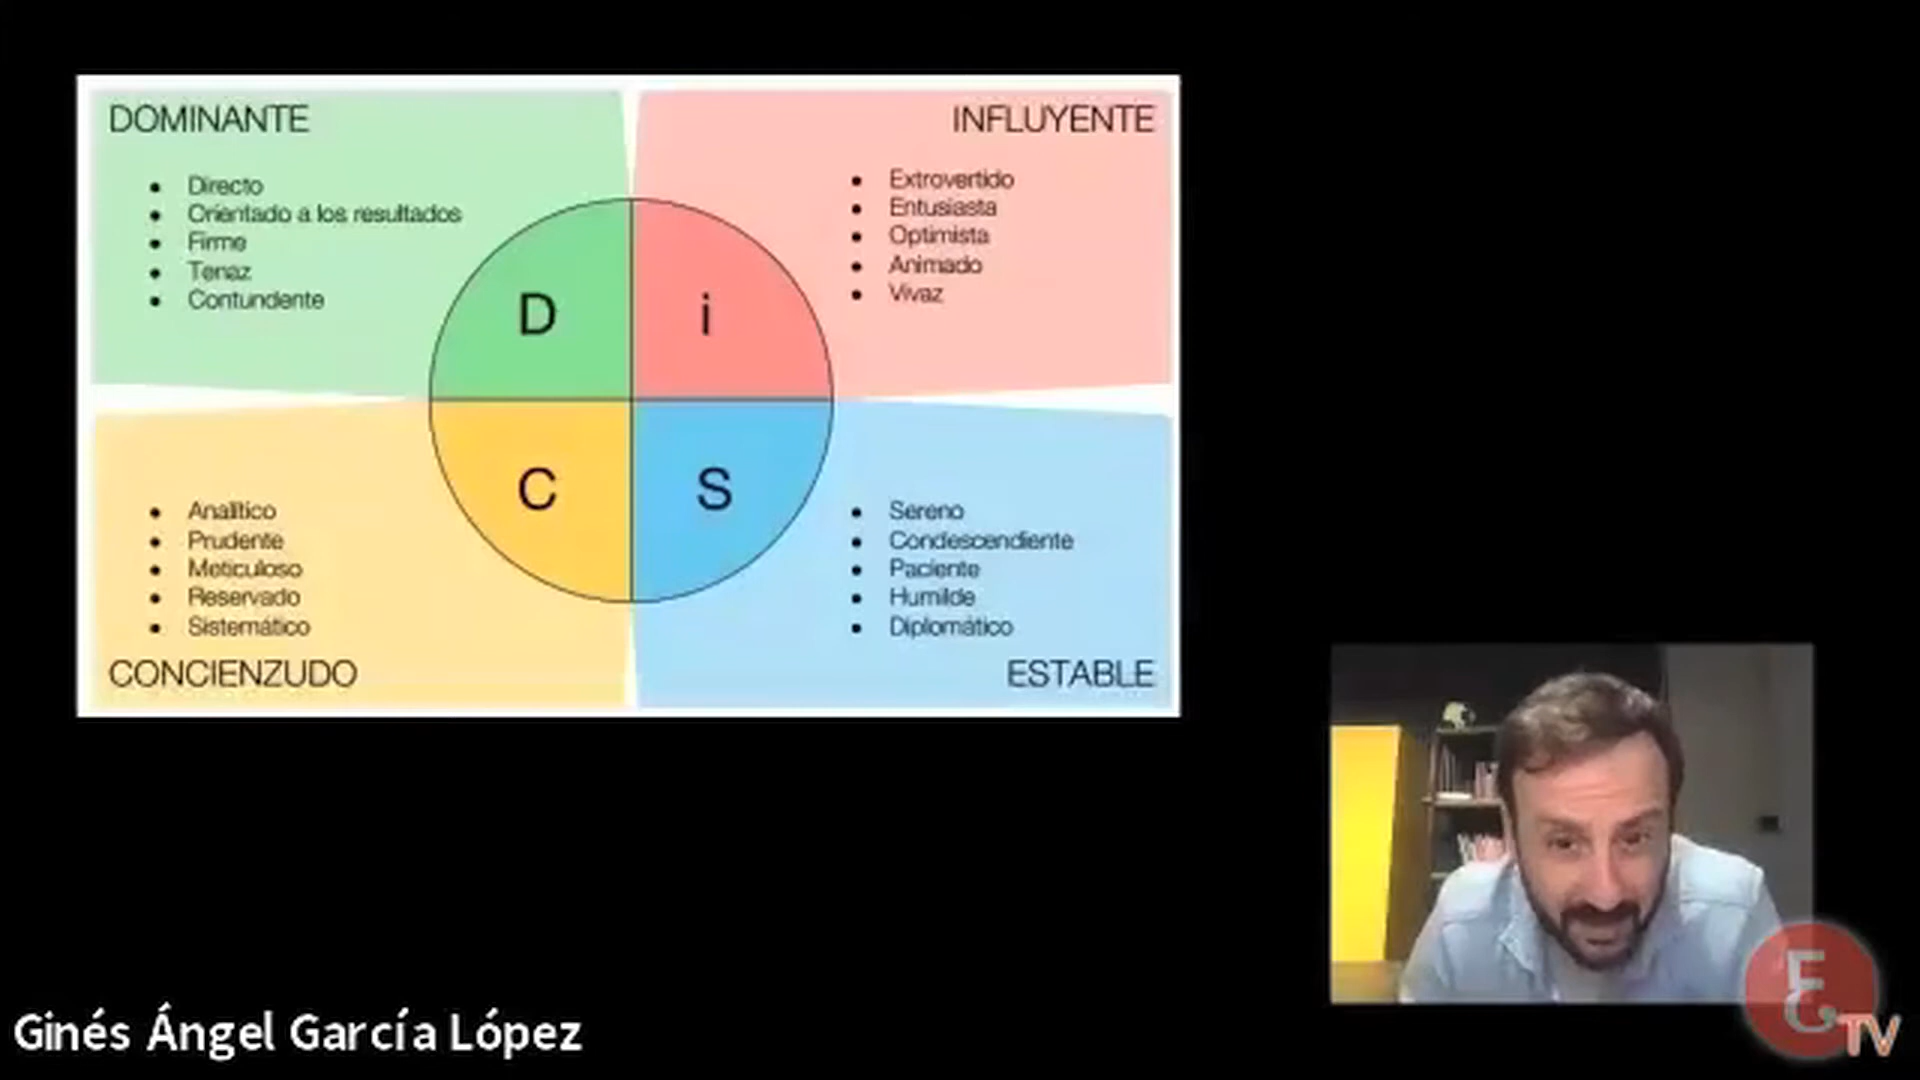 DOMINANTE
• Directo
• Orientado a los resultados
• Firme
• Tenaz
• Contundente
INFLUYENTE
• Extrovertido
• Entusiasta
• Optimista
• Animado
• Vivaz
D
i
C
S
• Analítico
• Prudente
• Meticuloso
• Reservado
• Sistemático
CONCIENZUDO
• Sereno
• Condescendiente
• Paciente
• Humilde
• Diplomático
ESTABLE
Ginés Ángel García López
TV